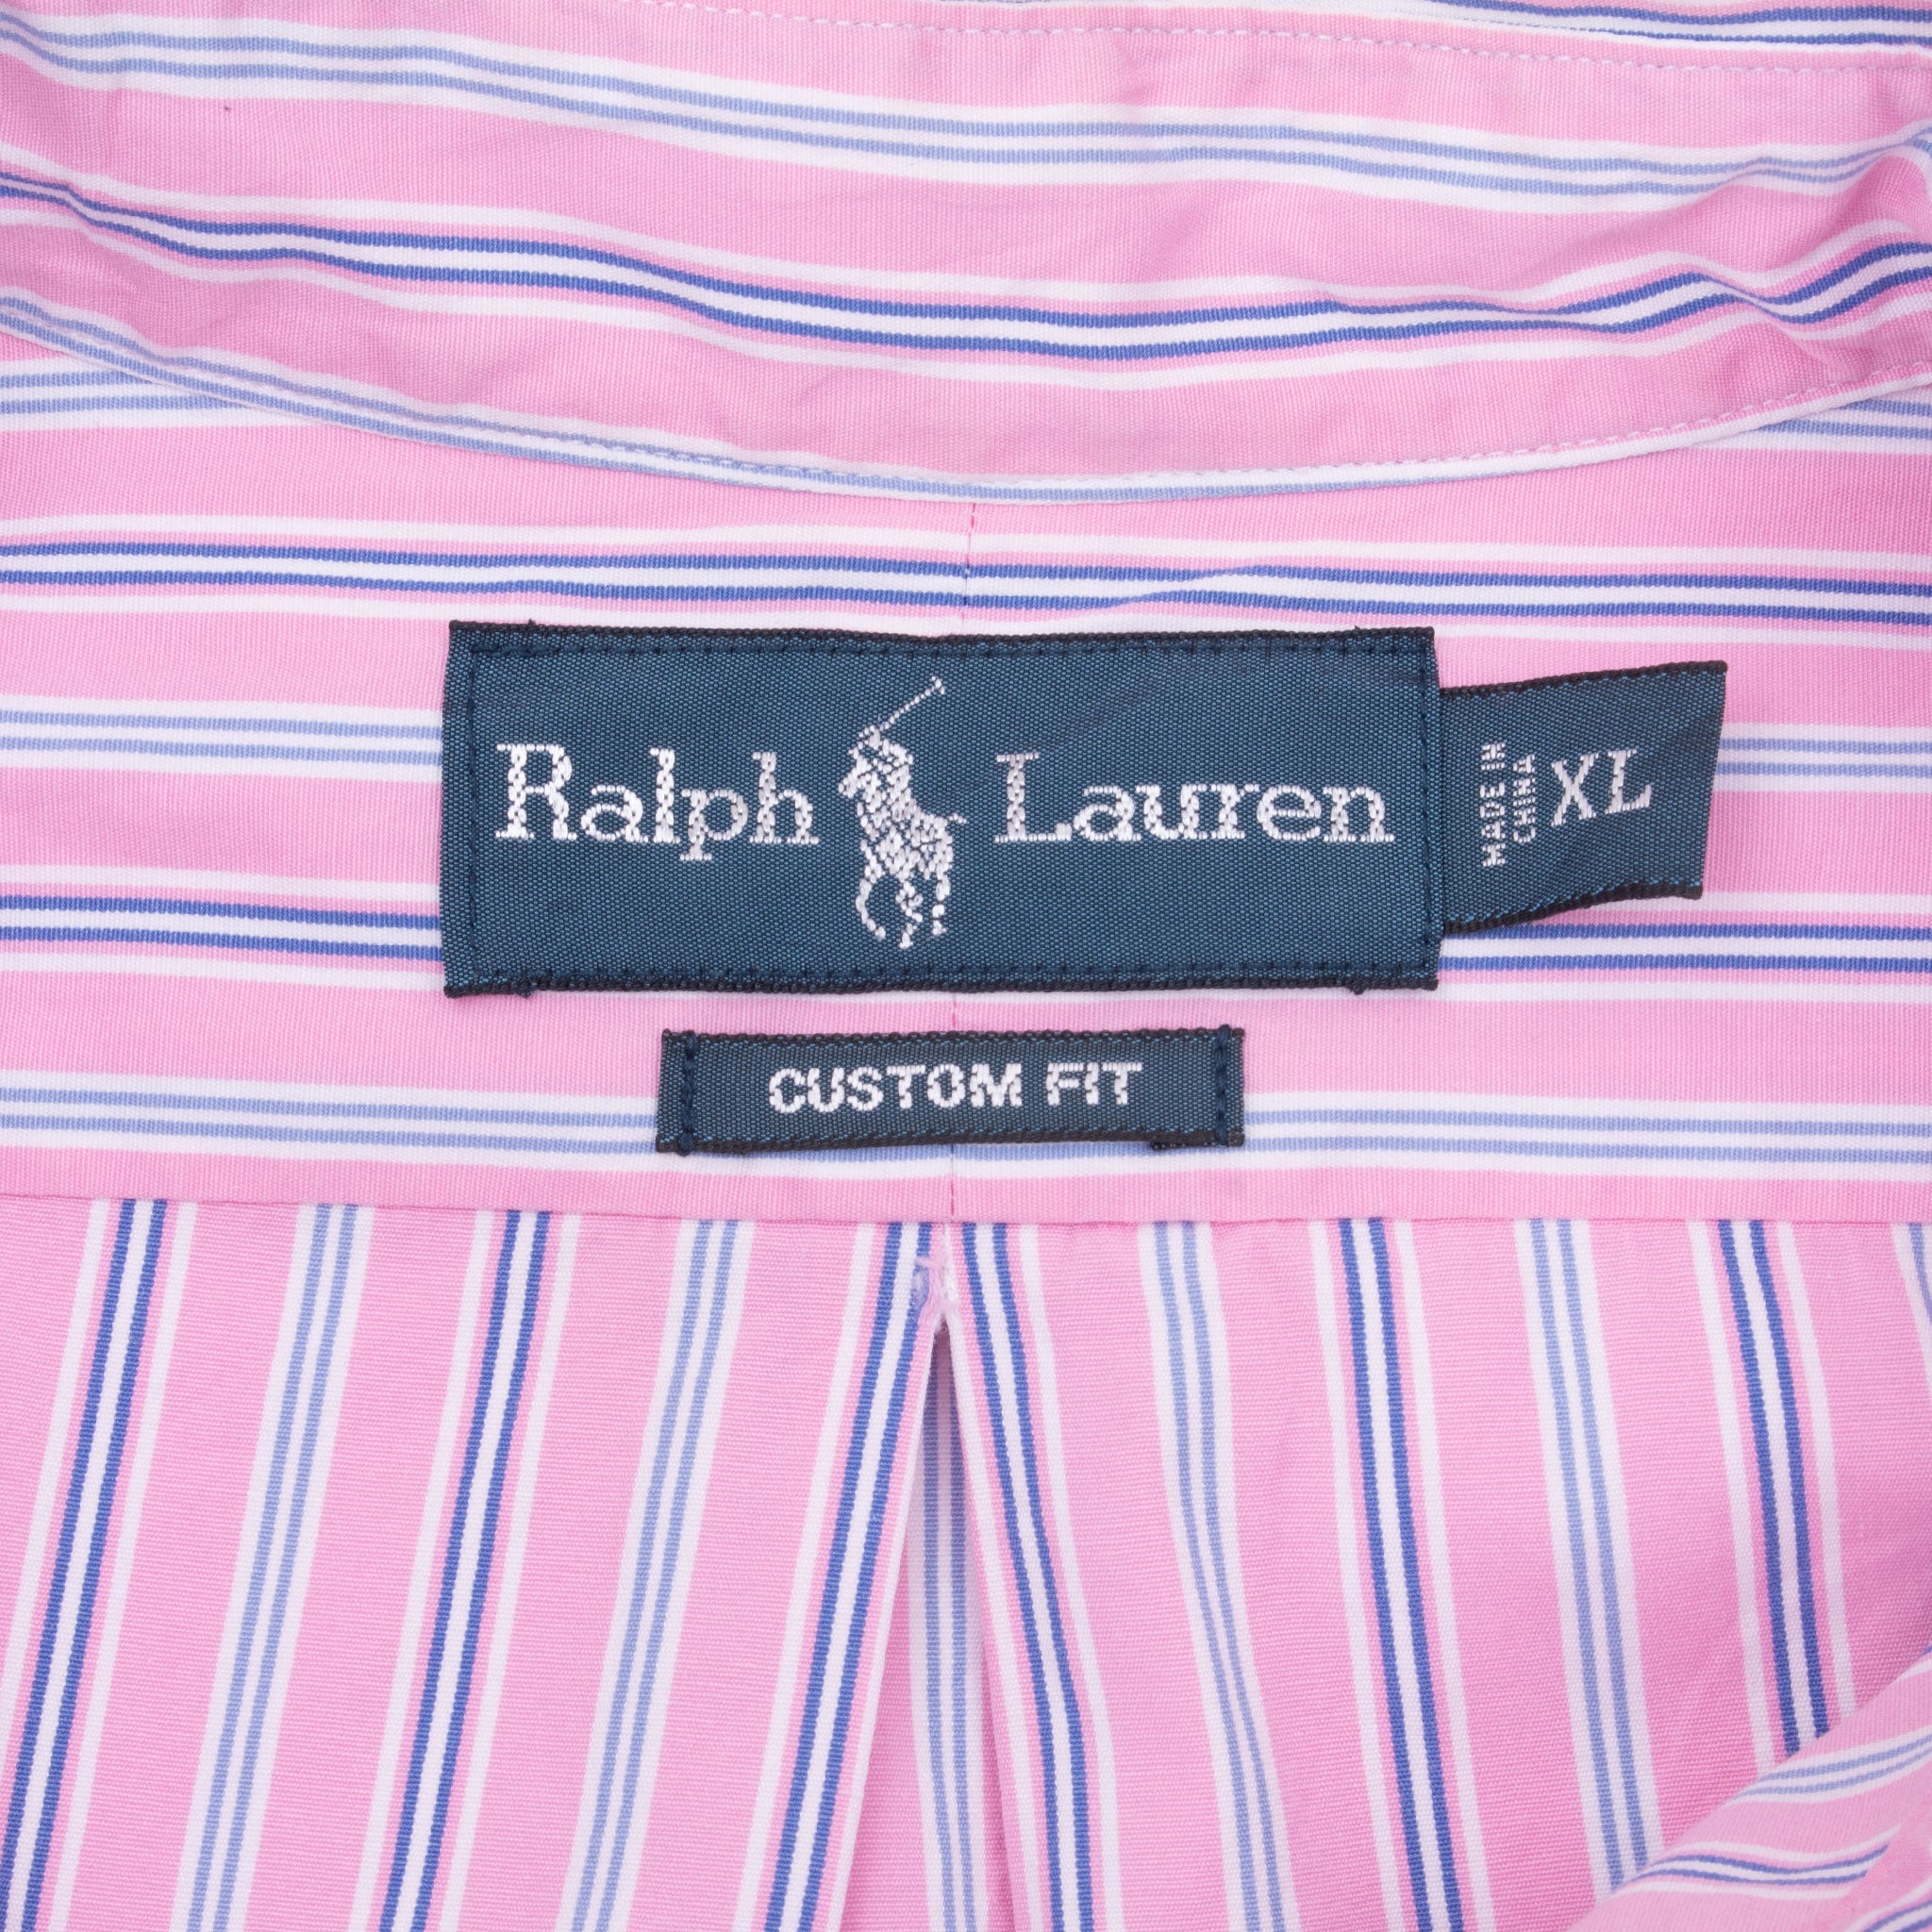 Ralph Lauren
MADE IN
CHINA
XL
CUSTOM FIT